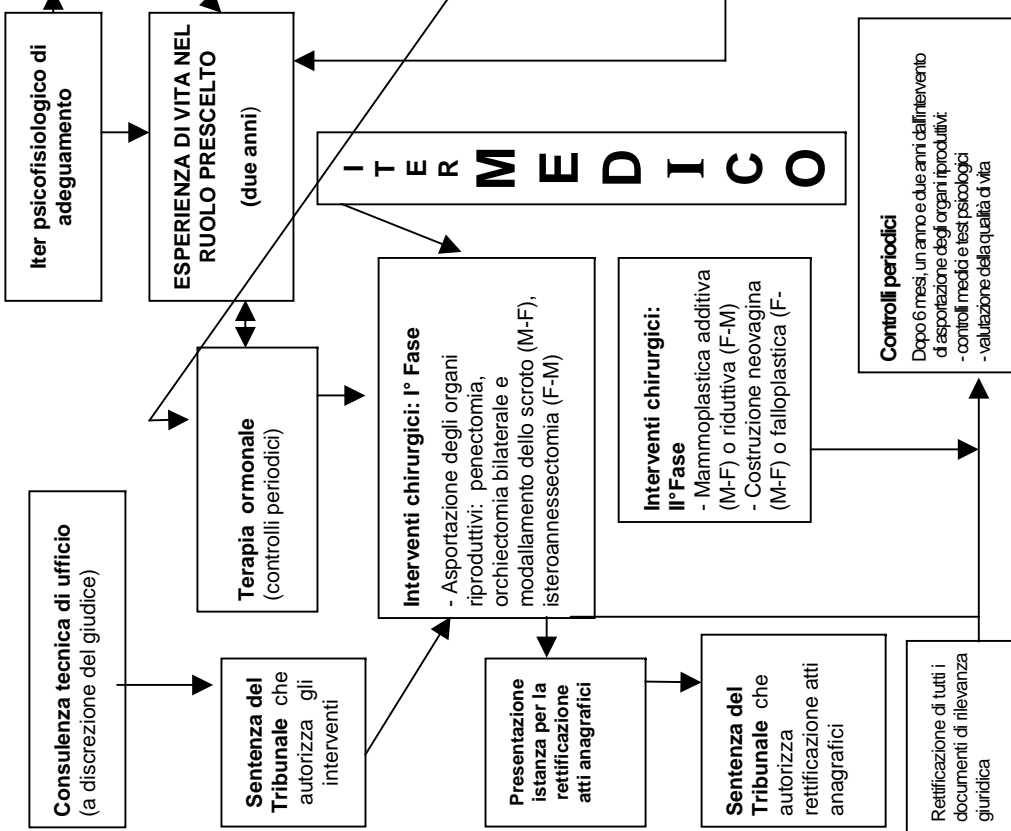 Consulenza tecnica di ufficio
(a discrezione del giudice)
Sentenza del
Tribunale che
autorizza gli
interventi
Presentazione
istanza per la
rettificazione
atti anagrafici
Sentenza del
Tribunale che
autorizza
rettificazione atti
anagrafici
Rettificazione di tutti i
documenti di rilevanza
giuridica
Terapia ormonale
(controlli periodici)
Interventi chirurgici: I° Fase
- Asportazione degli organi
riproduttivi: penectomia,
orchiectomia bilaterale e
modallamento dello scroto (M-F),
isteroannessectomia (F-M)
Interventi chirurgici:
II°Fase
- Mammoplastica additiva
(M-F) o riduttiva (F-M)
- Costruzione neovagina
(M-F) o falloplastica (F-
Iter psicofisiologico di
adeguamento
ESPERIENZA DI VITA NEL
RUOLO PRESCELTO
(due anni)
ITER MEDICO
Controlli periodici
Dopo 6 mesi, un anno e due anni dall'intervento
di asportazione degli organi riproduttivi:
- controlli medici e test psicologici
- valutazione della qualità di vita